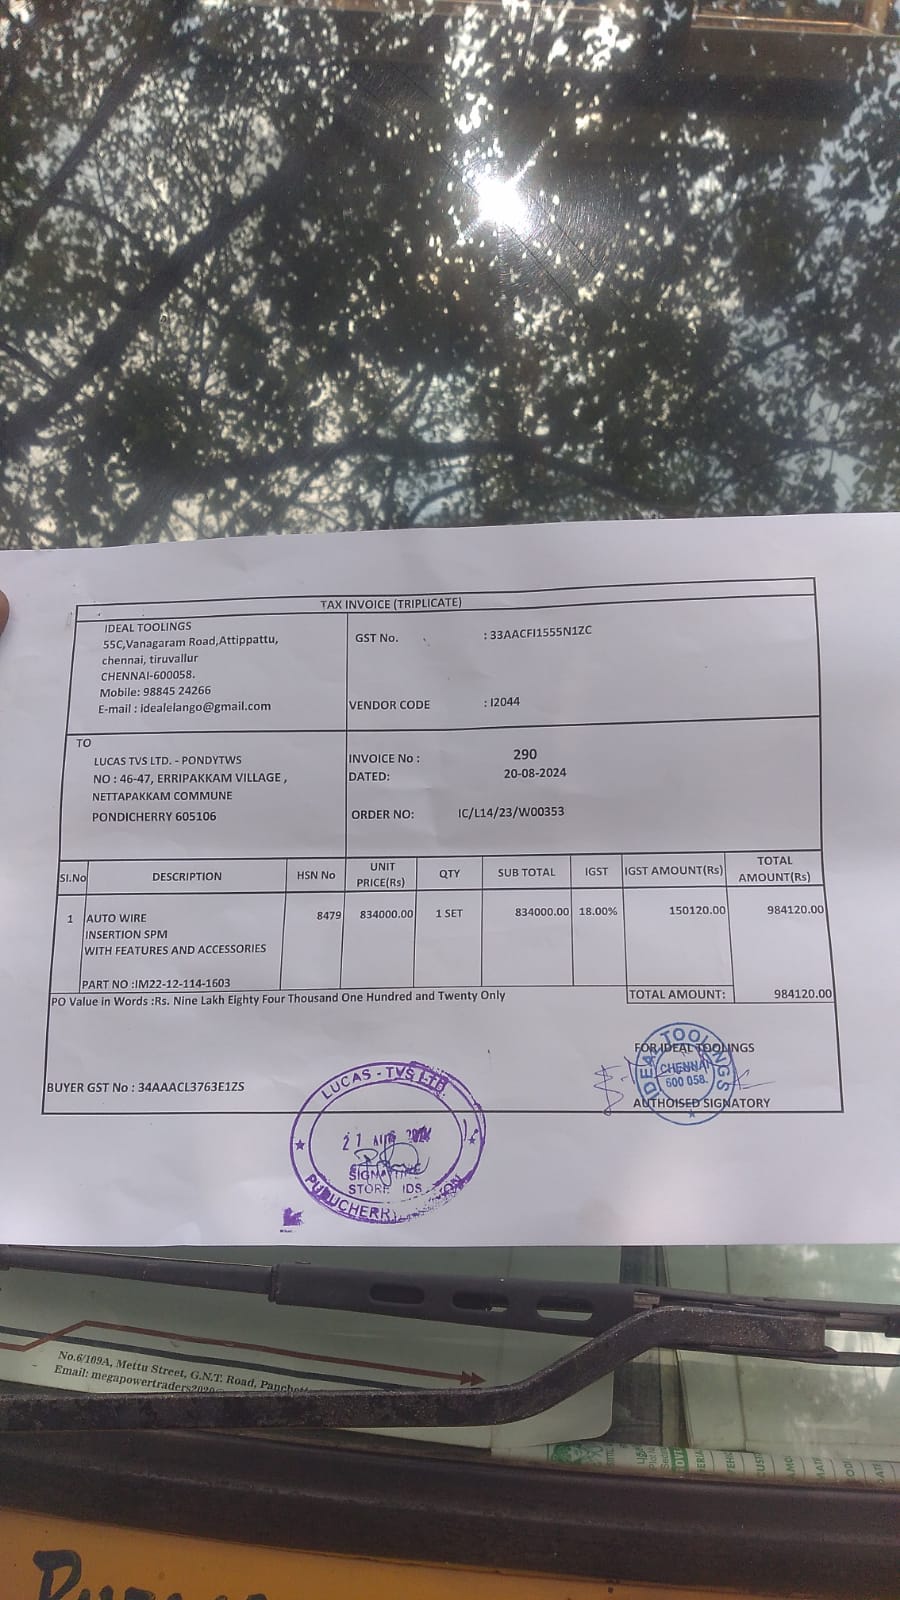 TAX INVOICE (TRIPLICATE)
IDEAL TOOLINGS
55C,Vanagaram Road,Attippattu,
chennai, tiruvallur
CHENNAI-600058.
Mobile: 98845 24266
E-mail : idealelango@gmail.com
GST No. : 33AACFI1555N1ZC
VENDOR CODE : I2044
TO
LUCAS TVS LTD. - PONDYTWS
NO : 46-47, ERRIPAKKAM VILLAGE ,
NETTAPAKKAM COMMUNE
PONDICHERRY 605106
INVOICE No : 290
DATED: 20-08-2024
ORDER NO: IC/L14/23/W00353
SI.No DESCRIPTION HSN No UNIT PRICE(Rs) QTY SUB TOTAL IGST IGST AMOUNT(Rs) TOTAL AMOUNT(Rs)
1 AUTO WIRE 8479 834000.00 1 SET 834000.00 18.00% 150120.00 984120.00
INSERTION SPM
WITH FEATURES AND ACCESSORIES
PART NO :IM22-12-114-1603
PO Value in Words :Rs. Nine Lakh Eighty Four Thousand One Hundred and Twenty Only
TOTAL AMOUNT: 984120.00
FOR IDEAL TOOLINGS
IDEAL TOOLINGS
CHENNAI
600 058.
AUTHOISED SIGNATORY
BUYER GST No : 34AAACL3763E1ZS
LUCAS - TVS LTD.
21 AUG 2024
SIGNATURE
STORE
PUDUCHERRY
No.6/109A, Mettu Street, G.N.T. Road,
Email: